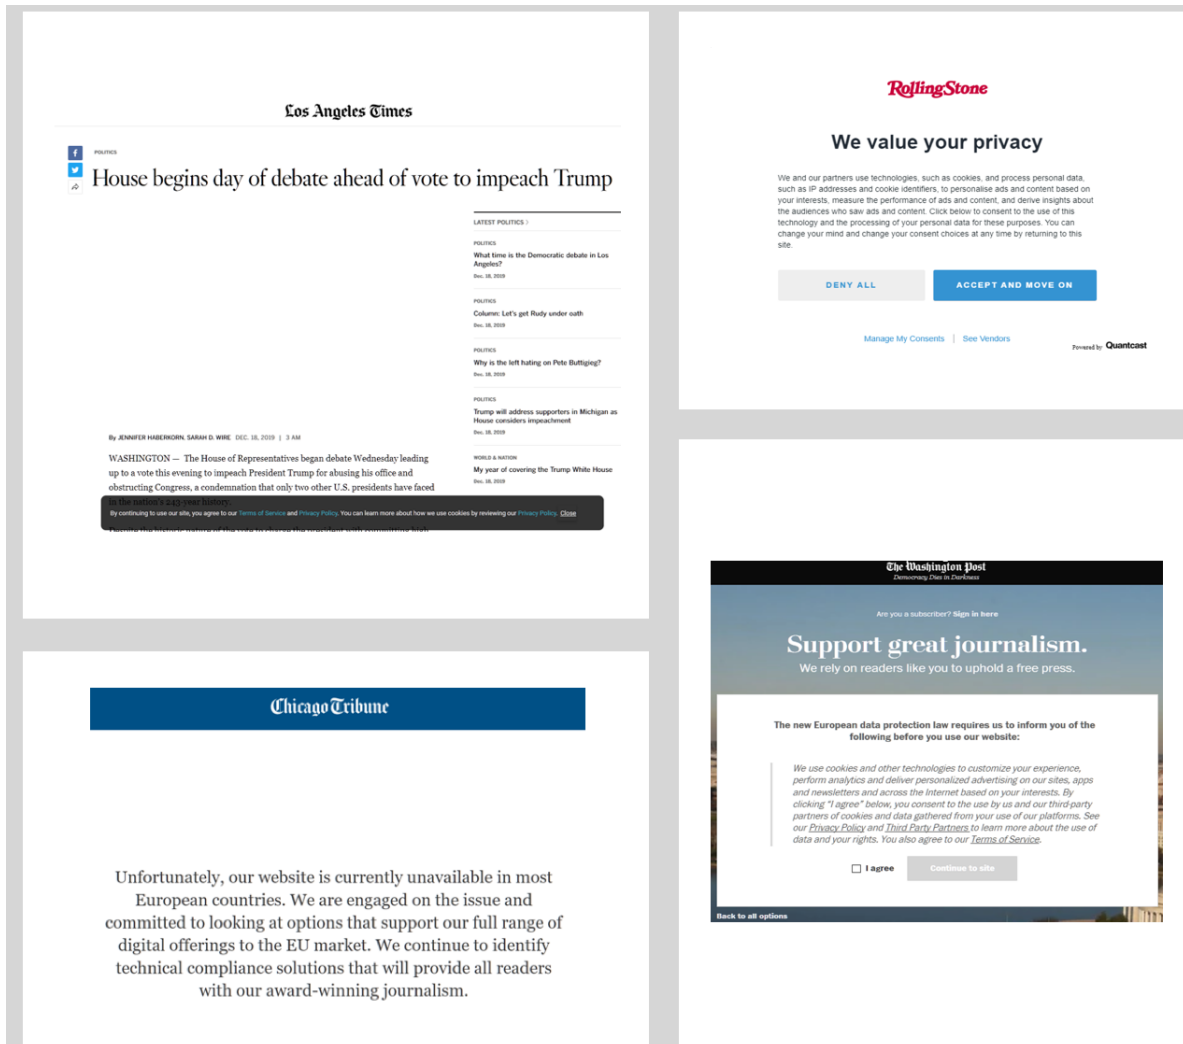 Los Angeles Times
POLITICS
House begins day of debate ahead of vote to impeach Trump
LATEST POLITICS >
POLITICS
What time is the Democratic debate in Los
Angeles?
Dec. 18, 2019
POLITICS
Column: Let's get Rudy under oath
Dec. 18, 2019
POLITICS
Why is the left hating on Pete Buttigieg?
Dec. 18, 2019
POLITICS
Trump will address supporters in Michigan as
House considers impeachment
Dec. 18, 2019
WORLD & NATION
My year of covering the Trump White House
Dec. 18, 2019
By JENNIFER HABERKORN, SARAH D. WIRE DEC. 18, 2019 | 3 AM
WASHINGTON — The House of Representatives began debate Wednesday leading
up to a vote this evening to impeach President Trump for abusing his office and
obstructing Congress, a condemnation that only two other U.S. presidents have faced
in the nation's 243-year history.
By continuing to use our site, you agree to our Terms of Service and Privacy Policy. You can learn more about how we use cookies by reviewing our Privacy Policy. Close
Despite the historic nature of the vote to charge the president with committing high
RollingStone
We value your privacy
We and our partners use technologies, such as cookies, and process personal data,
such as IP addresses and cookie identifiers, to personalise ads and content based on
your interests, measure the performance of ads and content, and derive insights about
the audiences who saw ads and content. Click below to consent to the use of this
technology and the processing of your personal data for these purposes. You can
change your mind and change your consent choices at any time by returning to this
site.
DENY ALL
ACCEPT AND MOVE ON
Manage My Consents | See Vendors
Powered by Quantcast
Chicago Tribune
Unfortunately, our website is currently unavailable in most
European countries. We are engaged on the issue and
committed to looking at options that support our full range of
digital offerings to the EU market. We continue to identify
technical compliance solutions that will provide all readers
with our award-winning journalism.
The Washington Post
Democracy Dies in Darkness
Are you a subscriber? Sign in here
Support great journalism.
We rely on readers like you to uphold a free press.
The new European data protection law requires us to inform you of the
following before you use our website:
We use cookies and other technologies to customize your experience,
perform analytics and deliver personalized advertising on our sites, apps
and newsletters and across the Internet based on your interests. By
clicking "I agree" below, you consent to the use by us and our third-party
partners of cookies and data gathered from your use of our platforms. See
our Privacy Policy and Third Party Partners to learn more about the use of
data and your rights. You also agree to our Terms of Service.
I agree
Continue to site
Back to all options